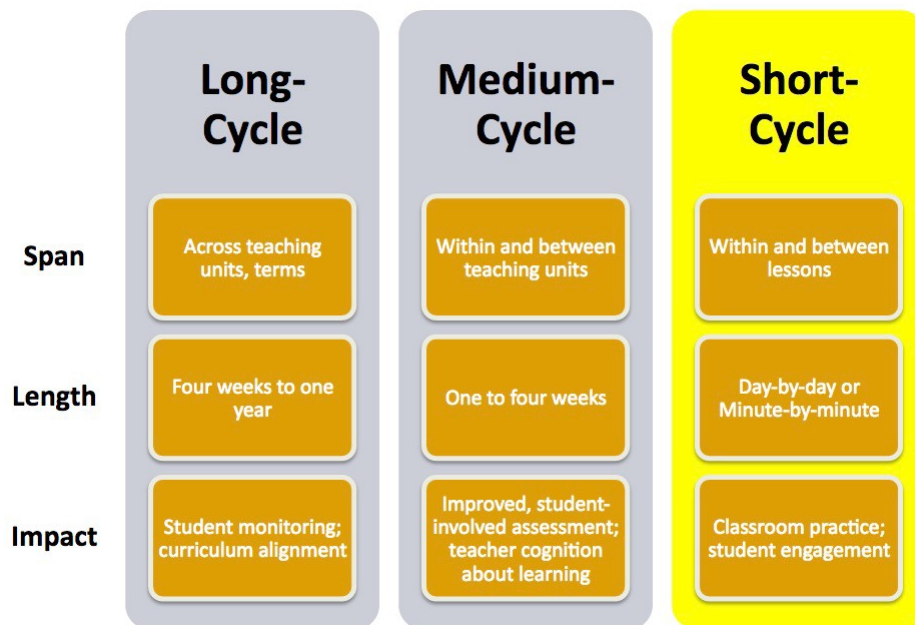 Long-
Cycle
Medium-
Cycle
Short-
Cycle
Span
Across teaching
units, terms
Within and between
teaching units
Within and between
lessons
Length
Four weeks to one
year
One to four weeks
Day-by-day or
Minute-by-minute
Impact
Student monitoring;
curriculum alignment
Improved, student-
involved assessment;
teacher cognition
about learning
Classroom practice;
student engagement